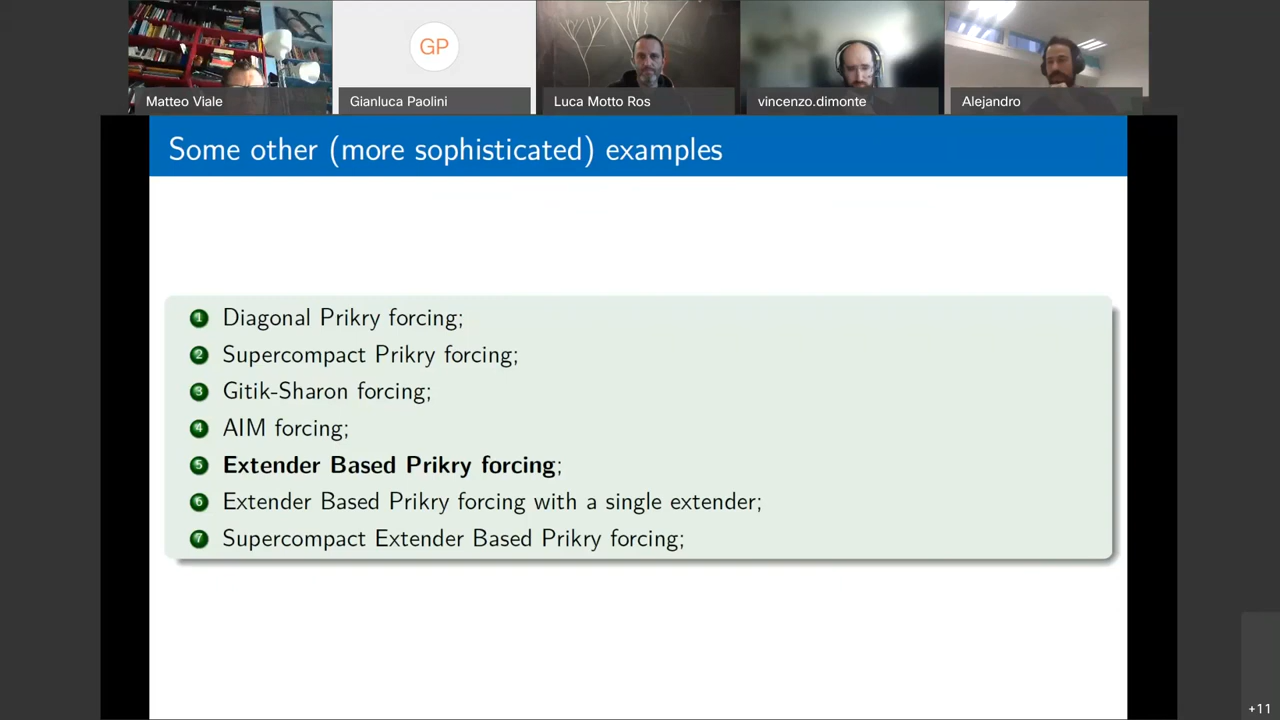 GP
Matteo Viale
Gianluca Paolini
Luca Motto Ros
vincenzo.dimonte
Alejandro
Some other (more sophisticated) examples
1 Diagonal Prikry forcing;
2 Supercompact Prikry forcing;
3 Gitik-Sharon forcing;
4 AIM forcing;
5 Extender Based Prikry forcing;
6 Extender Based Prikry forcing with a single extender;
7 Supercompact Extender Based Prikry forcing;
+11